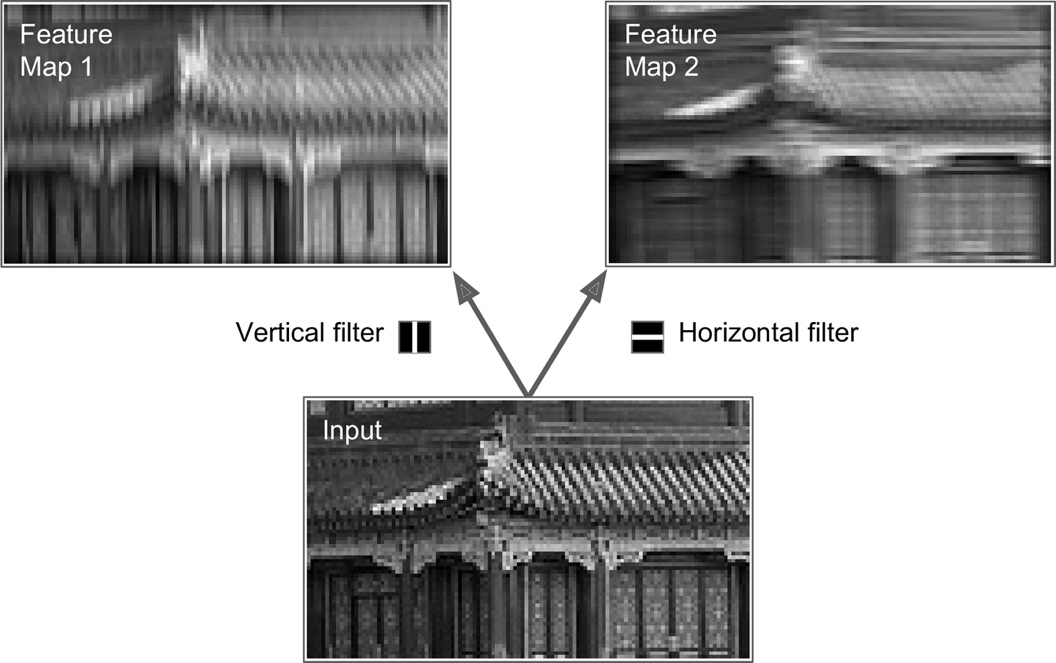 Feature
Map 1
Feature
Map 2
Vertical filter
Horizontal filter
Input